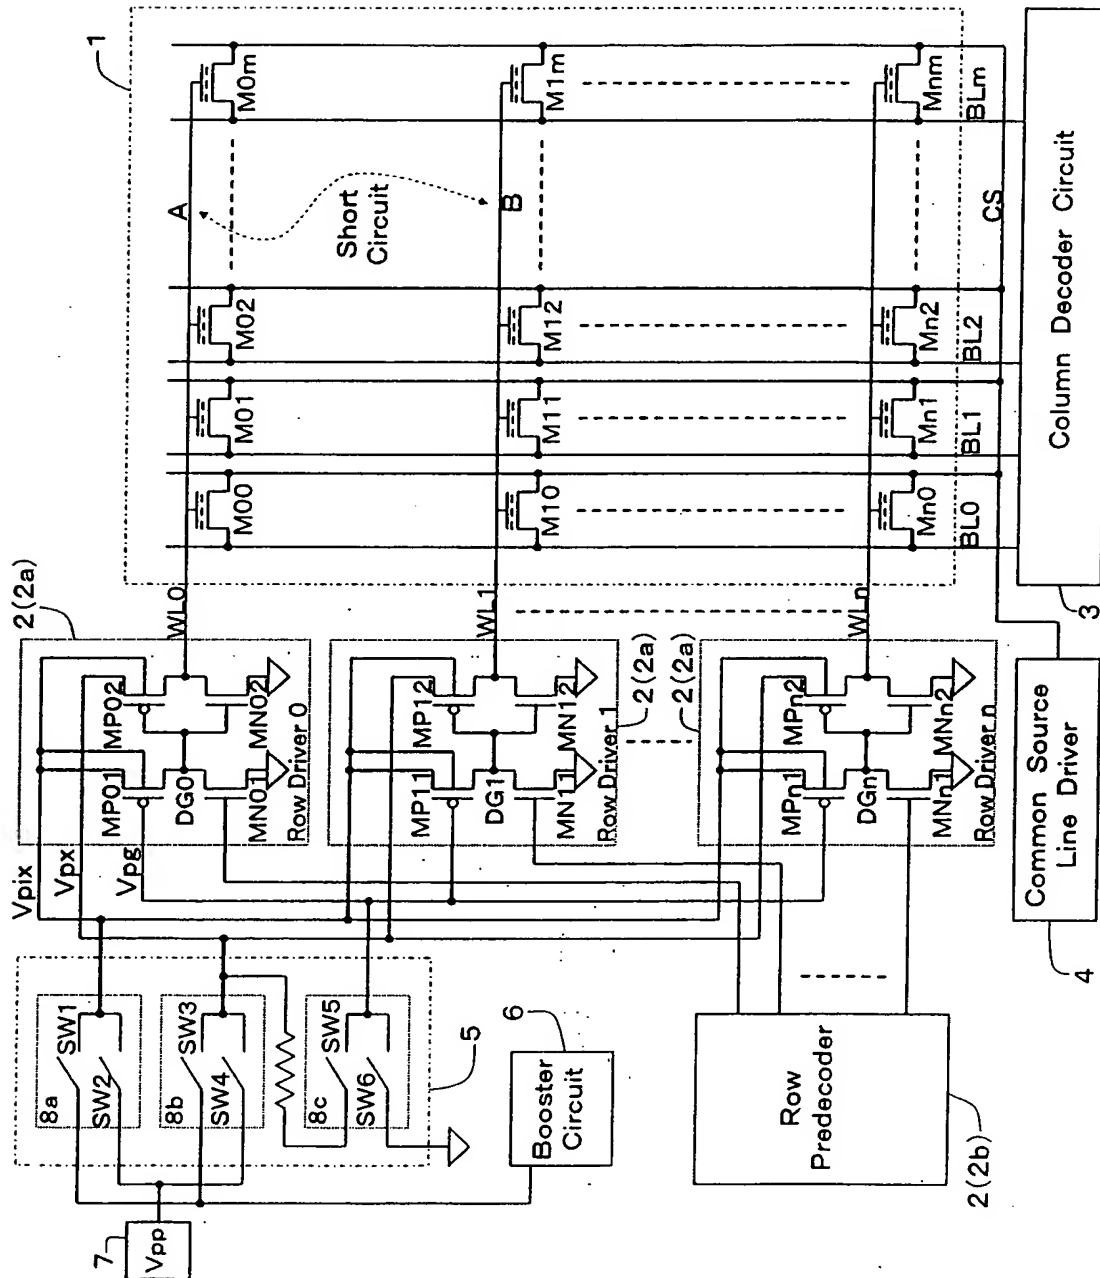 1
A
Short
Circuit
B
M00
M01
M02
M0m
M10
M11
M12
M1m
Mn0
Mn1
Mn2
Mnm
BL0
BL1
BL2
BLm
CS
Column Decoder Circuit
3
Common Source
Line Driver
4
2(2a)
WL0
MP01
MP02
DG0
MN01
MN02
Row Driver 0
2(2a)
WL1
MP11
MP12
DG1
MN11
MN12
Row Driver 1
2(2a)
WLn
MPn1
MPn2
DGn
MNn1
MNn2
Row Driver n
Vpix
Vpx
Vpg
5
8a
SW1
SW2
8b
SW3
SW4
8c
SW5
SW6
6
Booster
Circuit
7
Vpp
Row
Predecoder
2(2b)